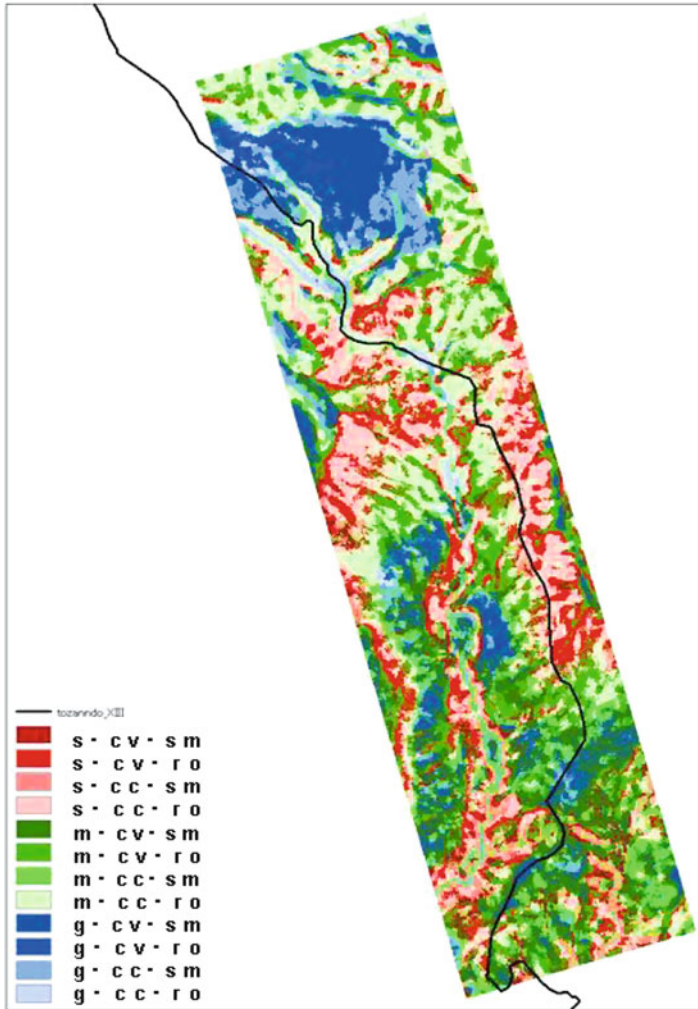 tozanndo_XIII
s-cv-sm
s-cv-ro
s-cc-sm
s-cc-ro
m-cv-sm
m-cv-ro
m-cc-sm
m-cc-ro
g-cv-sm
g-cv-ro
g-cc-sm
g-cc-ro